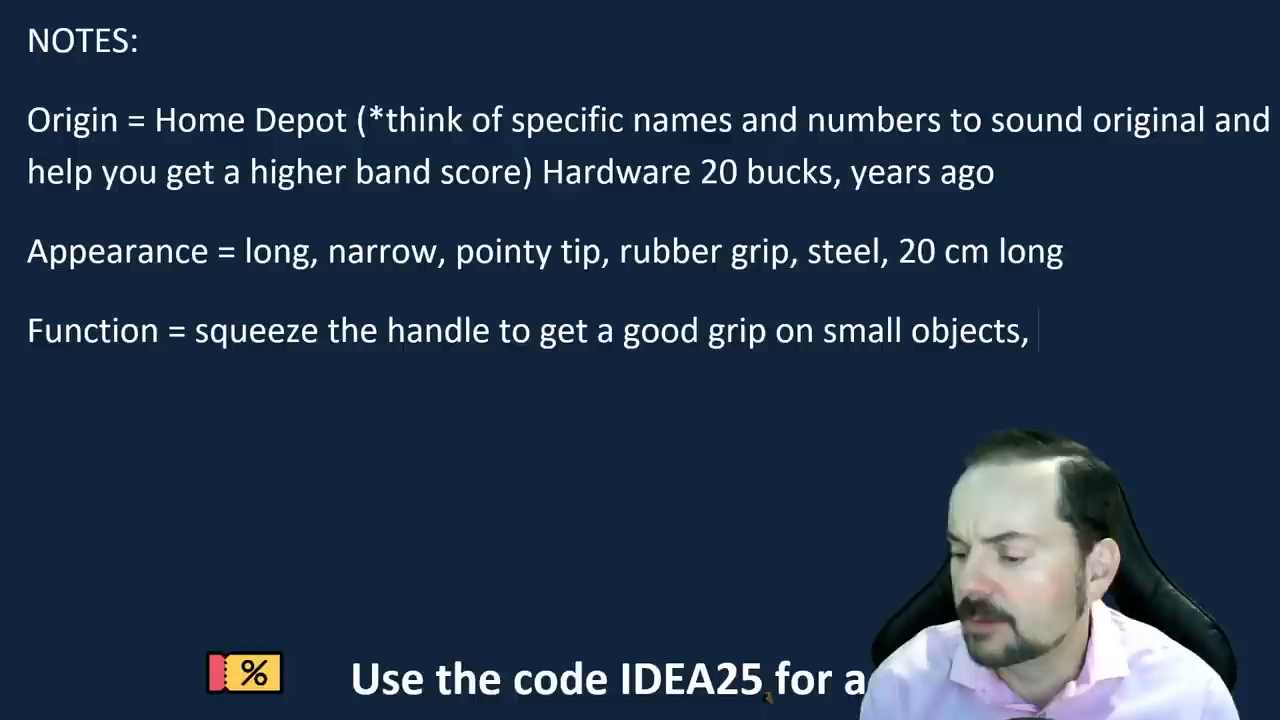 NOTES:
Origin = Home Depot (*think of specific names and numbers to sound original and
help you get a higher band score) Hardware 20 bucks, years ago
Appearance = long, narrow, pointy tip, rubber grip, steel, 20 cm long
Function = squeeze the handle to get a good grip on small objects,
% Use the code IDEA25 for a